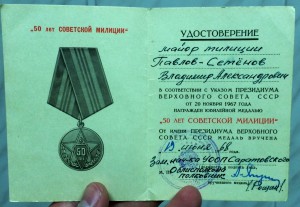 "50 лет СОВЕТСКОЙ МИЛИЦИИ"
50
УДОСТОВЕРЕНИЕ
майор милиции
Павлов-Семёнов
Владимир Александрович
В СООТВЕТСТВИИ С УКАЗОМ ПРЕЗИДИУМА
ВЕРХОВНОГО СОВЕТА СССР
ОТ 20 НОЯБРЯ 1967 ГОДА
НАГРАЖДЕН ЮБИЛЕЙНОЙ МЕДАЛЬЮ
"50 ЛЕТ СОВЕТСКОЙ МИЛИЦИИ"
ОТ ИМЕНИ ПРЕЗИДИУМА ВЕРХОВНОГО
СОВЕТА СССР МЕДАЛЬ ВРУЧЕНА
68
Зам. нач-ка УООП Саратовского
Облисполкома
полковник